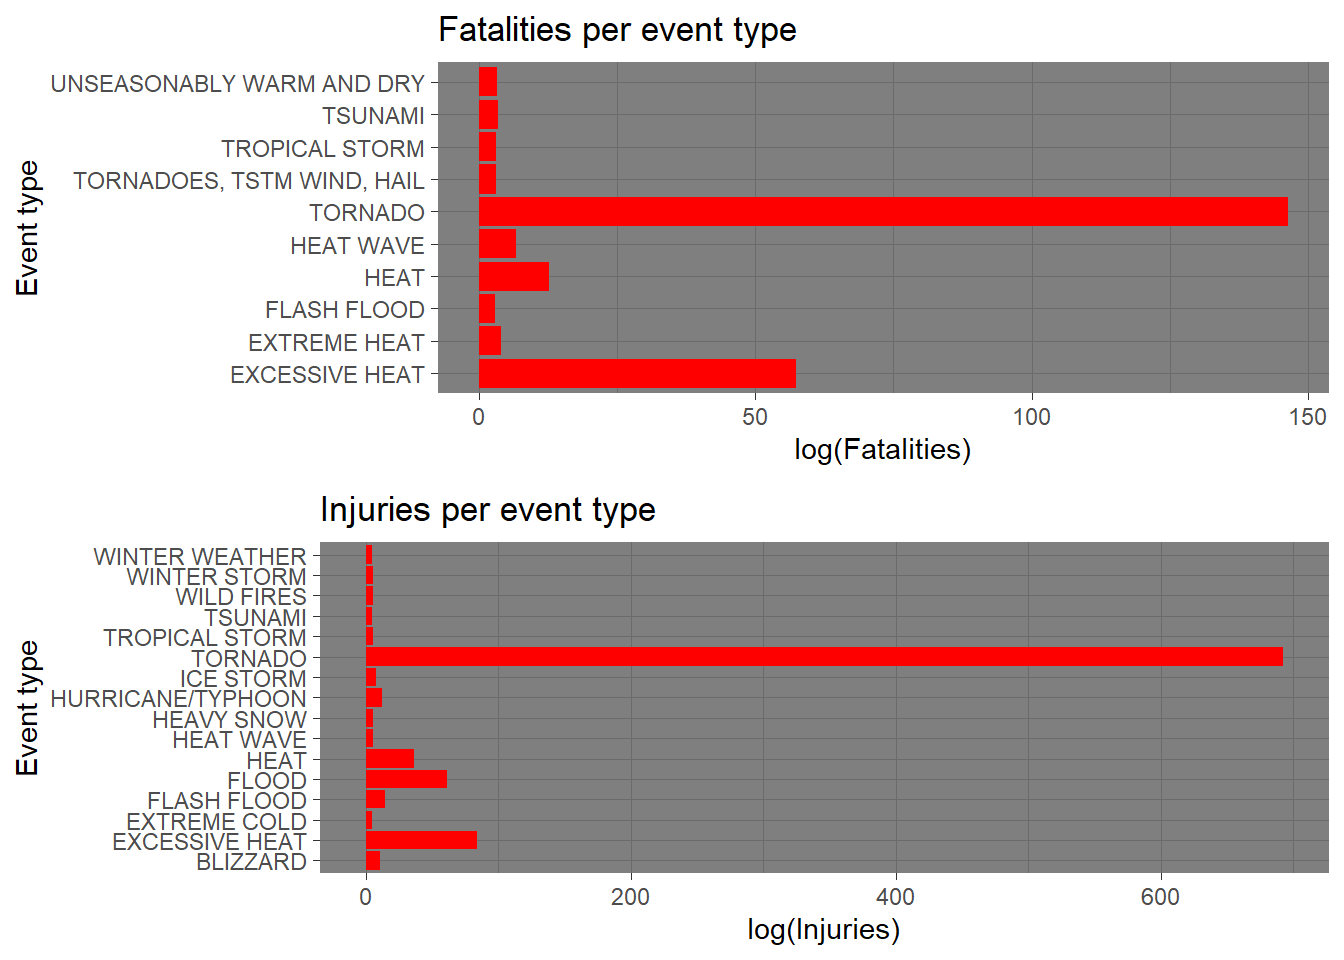 Fatalities per event type
Event type
UNSEASONABLY WARM AND DRY
TSUNAMI
TROPICAL STORM
TORNADOES, TSTM WIND, HAIL
TORNADO
HEAT WAVE
HEAT
FLASH FLOOD
EXTREME HEAT
EXCESSIVE HEAT
0 50 100 150
log(Fatalities)
Injuries per event type
Event type
WINTER WEATHER
WINTER STORM
WILD FIRES
TSUNAMI
TROPICAL STORM
TORNADO
ICE STORM
HURRICANE/TYPHOON
HEAVY SNOW
HEAT WAVE
HEAT
FLOOD
FLASH FLOOD
EXTREME COLD
EXCESSIVE HEAT
BLIZZARD
0 200 400 600
log(Injuries)